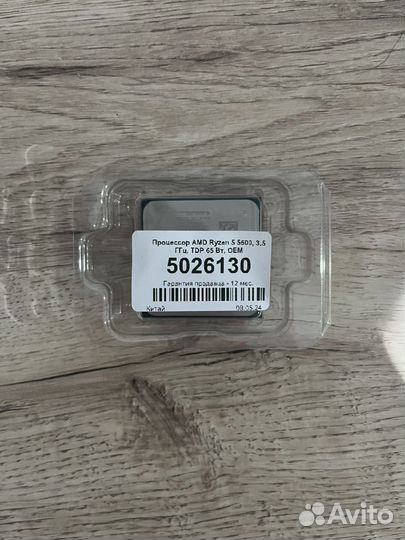 Процессор AMD Ryzen 5 5600, 3,5
ГГц, TDP 65 Вт, OEM
5026130
Гарантия продавца - 12 мес.
Китай 08.05.24
Avito